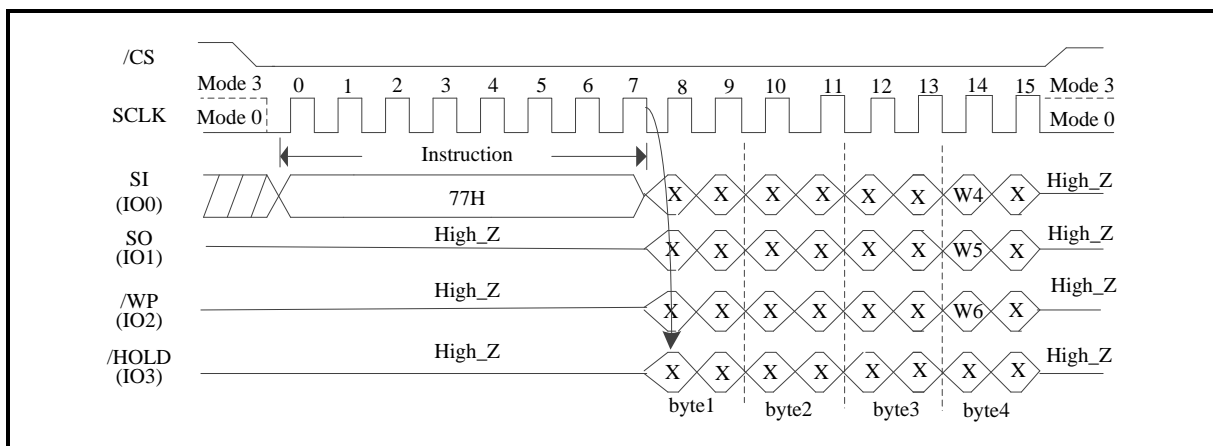 /CS
Mode 3 0 1 2 3 4 5 6 7 8 9 10 11 12 13 14 15 Mode 3
SCLK Mode 0 Mode 0
Instruction
SI
(IO0) 77H X X X X X X W4 X High_Z
SO
(IO1) High_Z X X X X X X W5 X High_Z
/WP
(IO2) High_Z X X X X X X W6 X High_Z
/HOLD
(IO3) High_Z X X X X X X X X High_Z
byte1 byte2 byte3 byte4